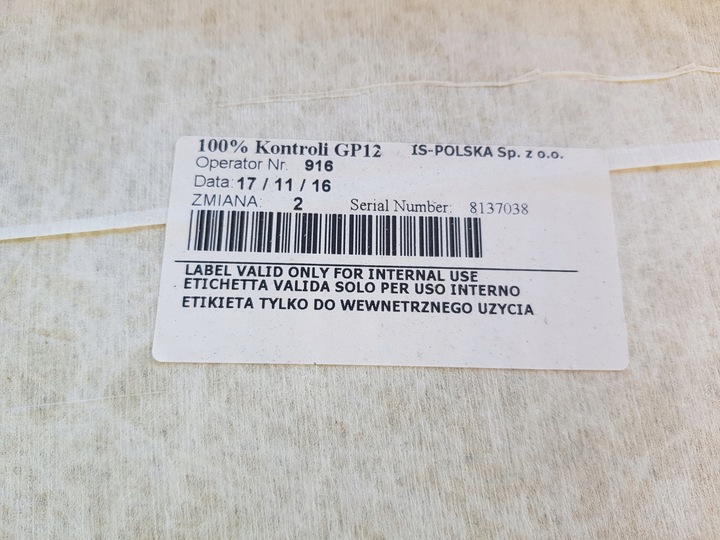 100% Kontroli GP12 IS-POLSKA Sp. z o.o.
Operator Nr. 916
Data: 17 / 11 / 16
ZMIANA: 2 Serial Number: 8137038
LABEL VALID ONLY FOR INTERNAL USE
ETICHETTA VALIDA SOLO PER USO INTERNO
ETIKIETA TYLKO DO WEWNETRZNEGO UZYCIA